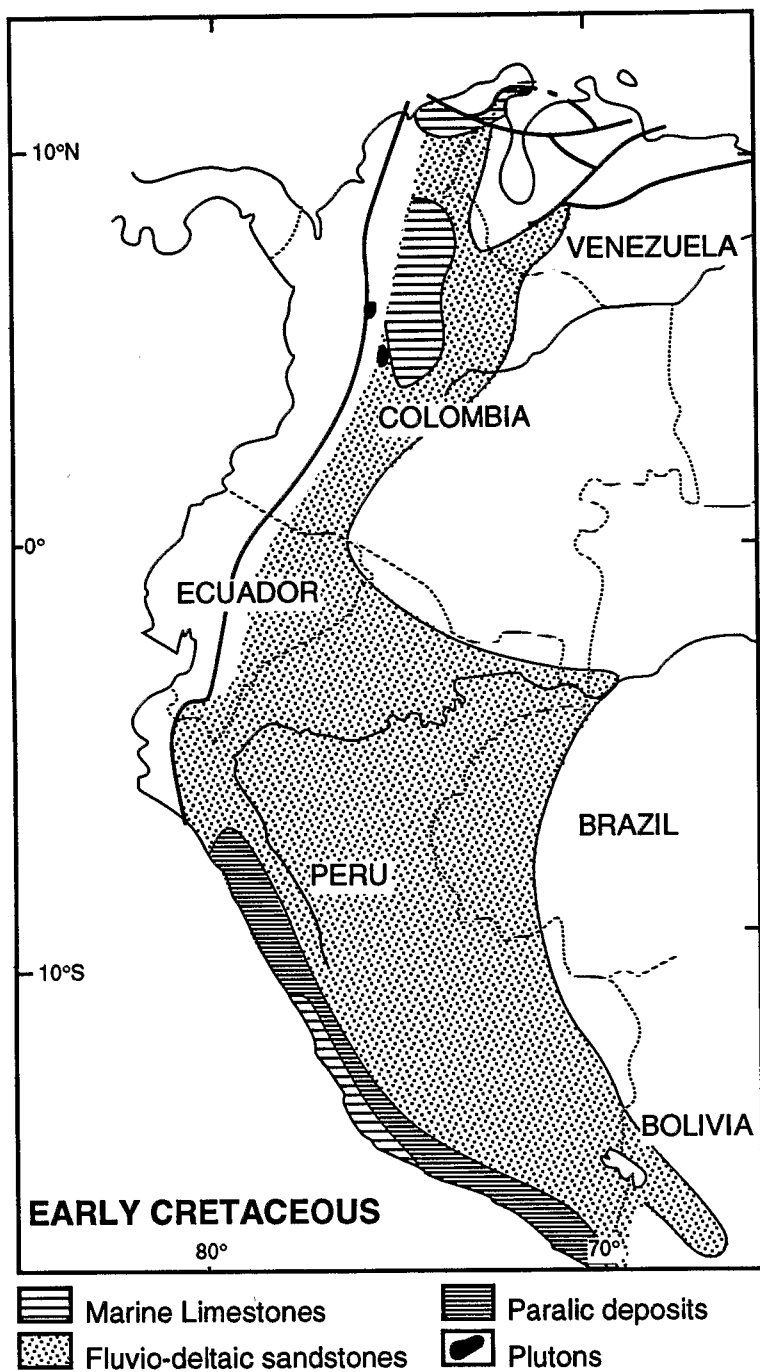 10°N
VENEZUELA
COLOMBIA
0°
ECUADOR
BRAZIL
PERU
10°S
BOLIVIA
EARLY CRETACEOUS
80°
70°
Marine Limestones
Paralic deposits
Fluvio-deltaic sandstones
Plutons